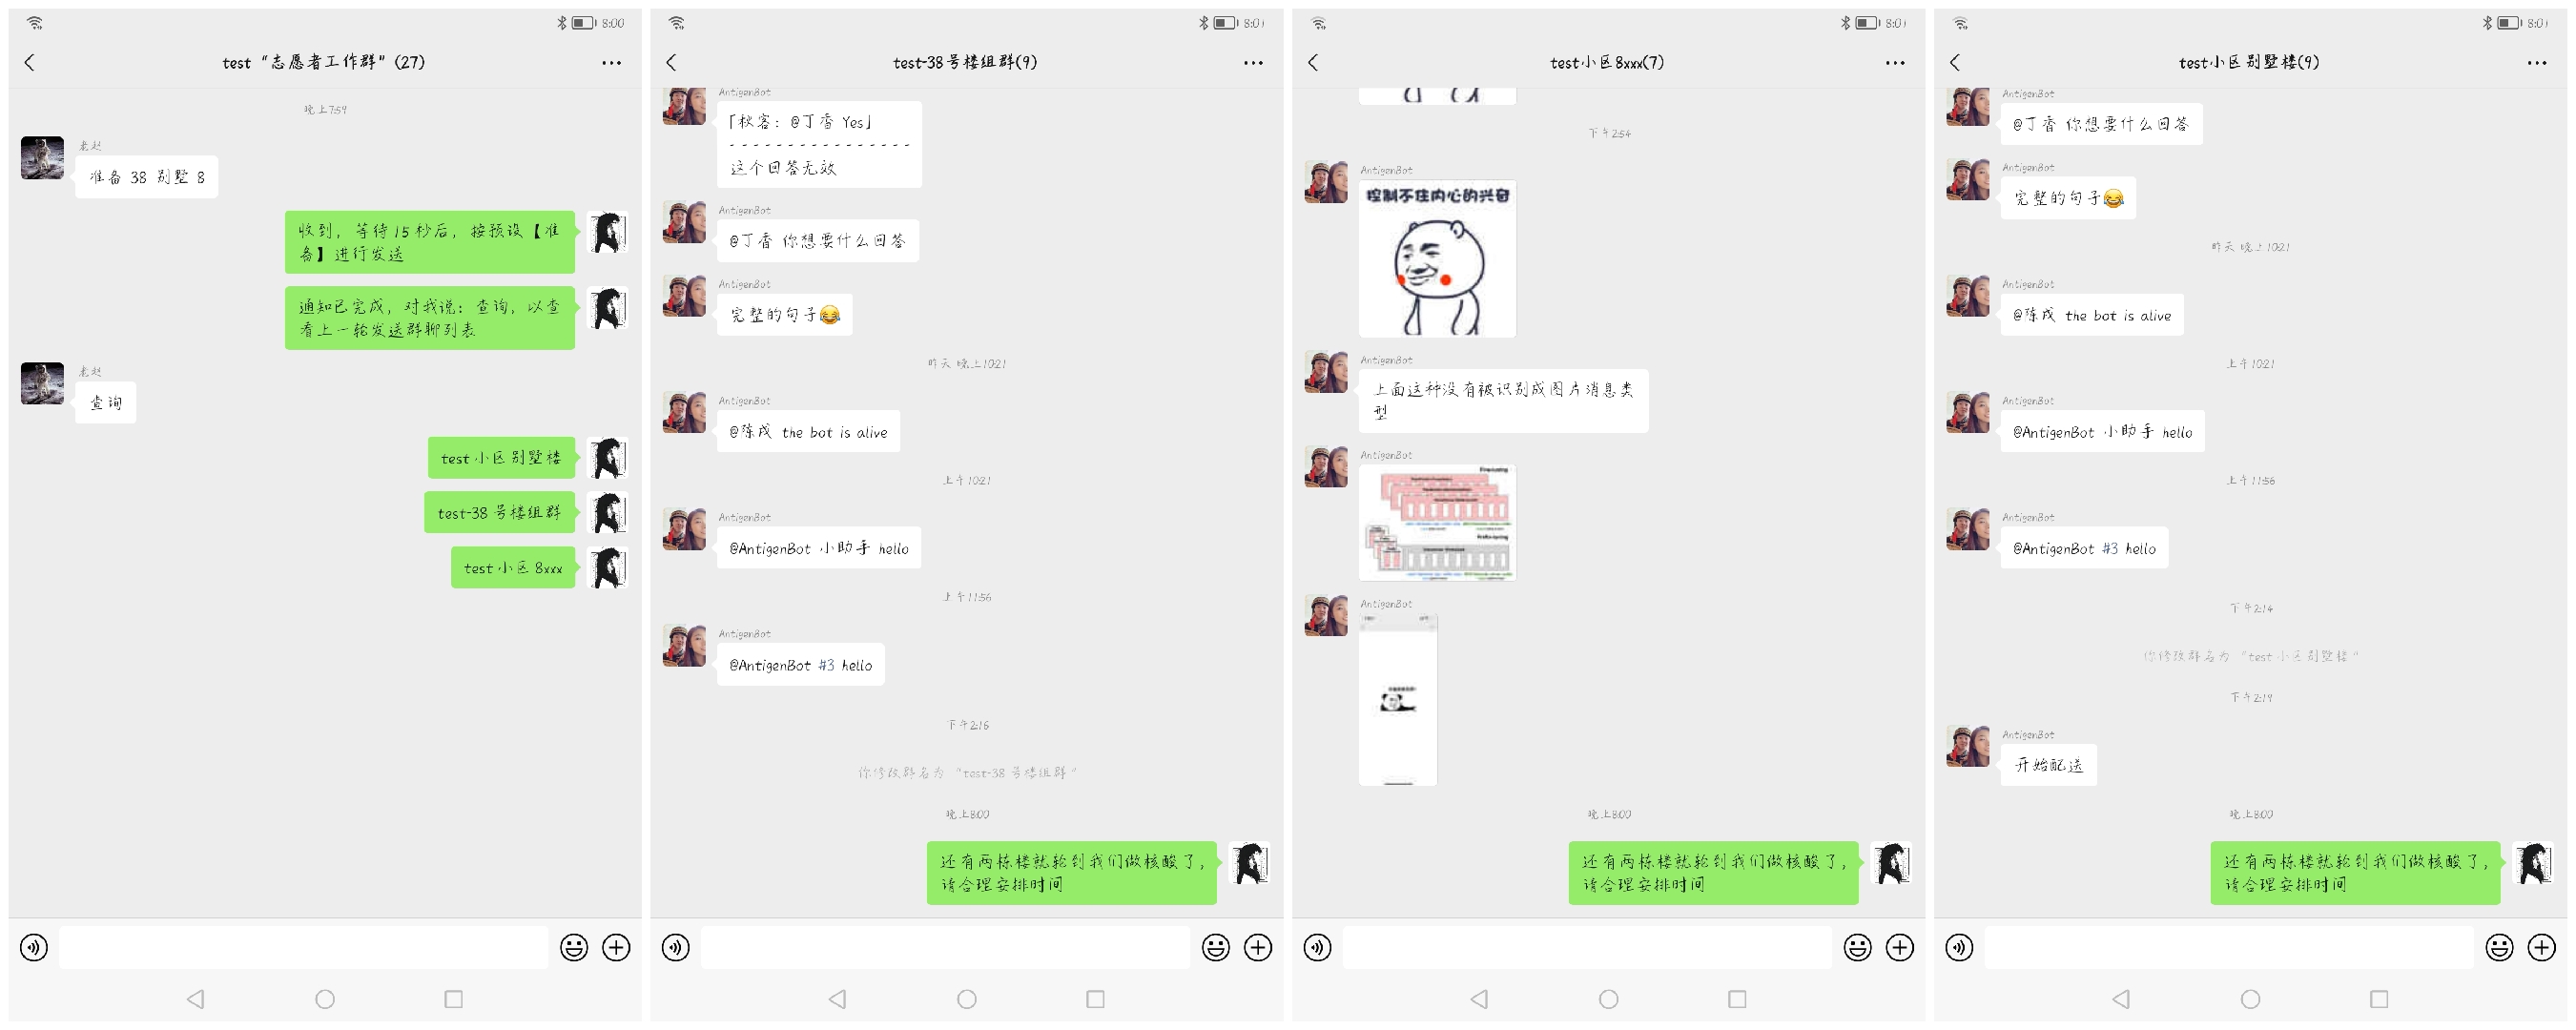 8:00
test “志愿者工作群” (27)
晚上7:59
老赵
准备 38 别墅 8
收到，等待 15 秒后，按预设【准
备】进行发送
通知已完成，对我说：查询，以查
看上一轮发送群聊列表
老赵
查询
test 小区别墅楼
test-38 号楼组群
test 小区 8xxx
8:01
test-38号楼组群(9)
AntigenBot
「秋客：@丁香 Yes」
- - - - - - - - - - - - - - -
这个回答无效
AntigenBot
@丁香 你想要什么回答
AntigenBot
完整的句子😂
昨天 晚上10:21
AntigenBot
@陈成 the bot is alive
上午10:21
AntigenBot
@AntigenBot 小助手 hello
上午11:56
AntigenBot
@AntigenBot #3 hello
下午2:16
你修改群名为 “test-38 号楼组群”
晚上8:00
还有两栋楼就轮到我们做核酸了，
请合理安排时间
8:01
test小区8xxx(7)
下午2:54
AntigenBot
控制不住内心的兴奋
AntigenBot
上面这种没有被识别成图片消息类
型
AntigenBot
AntigenBot
晚上8:00
还有两栋楼就轮到我们做核酸了，
请合理安排时间
8:01
test小区别墅楼(9)
AntigenBot
@丁香 你想要什么回答
AntigenBot
完整的句子😂
昨天 晚上10:21
AntigenBot
@陈成 the bot is alive
上午10:21
AntigenBot
@AntigenBot 小助手 hello
上午11:56
AntigenBot
@AntigenBot #3 hello
下午2:14
你修改群名为 “test 小区别墅楼”
下午2:19
AntigenBot
开始配送
晚上8:00
还有两栋楼就轮到我们做核酸了，
请合理安排时间